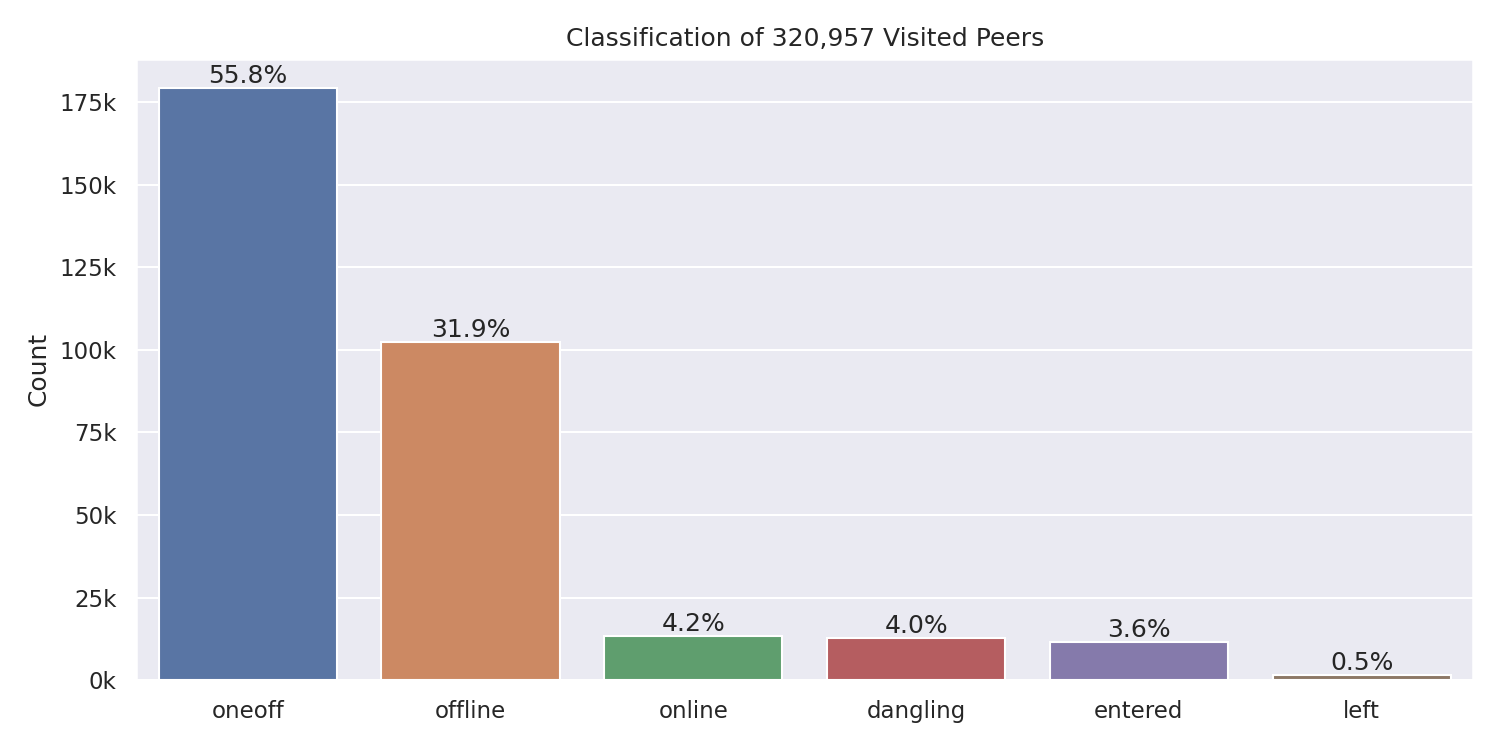 Classification of 320,957 Visited Peers
55.8%
175k
150k
125k
31.9%
100k
Count
75k
50k
25k
4.2%
4.0%
3.6%
0.5%
0k
oneoff
offline
online
dangling
entered
left